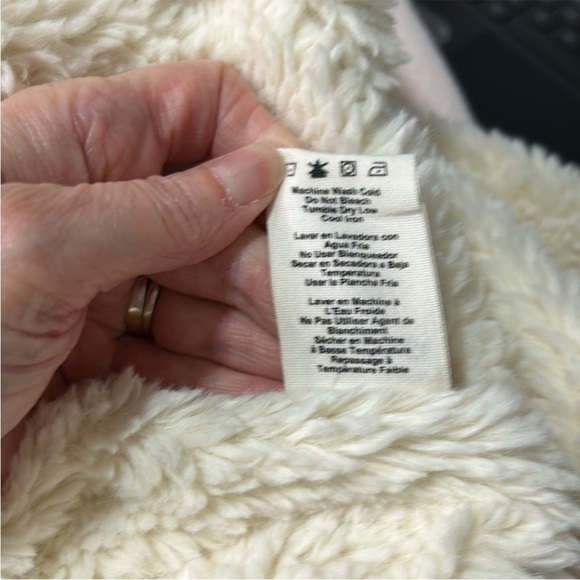 Machine Wash Cold
Do Not Bleach
Tumble Dry Low
Cool Iron
Lavar en Lavadora con
Agua Fria
No Usar Blanqueador
Secar en Secadora a Baja
Temperatura
Usar la Plancha Fria
Laver en Machine à
L'Eau Froide
Ne Pas Utiliser Agent de
Blanchiment
Sécher en Machine
à Basse Température
Repassage à
Température Faible